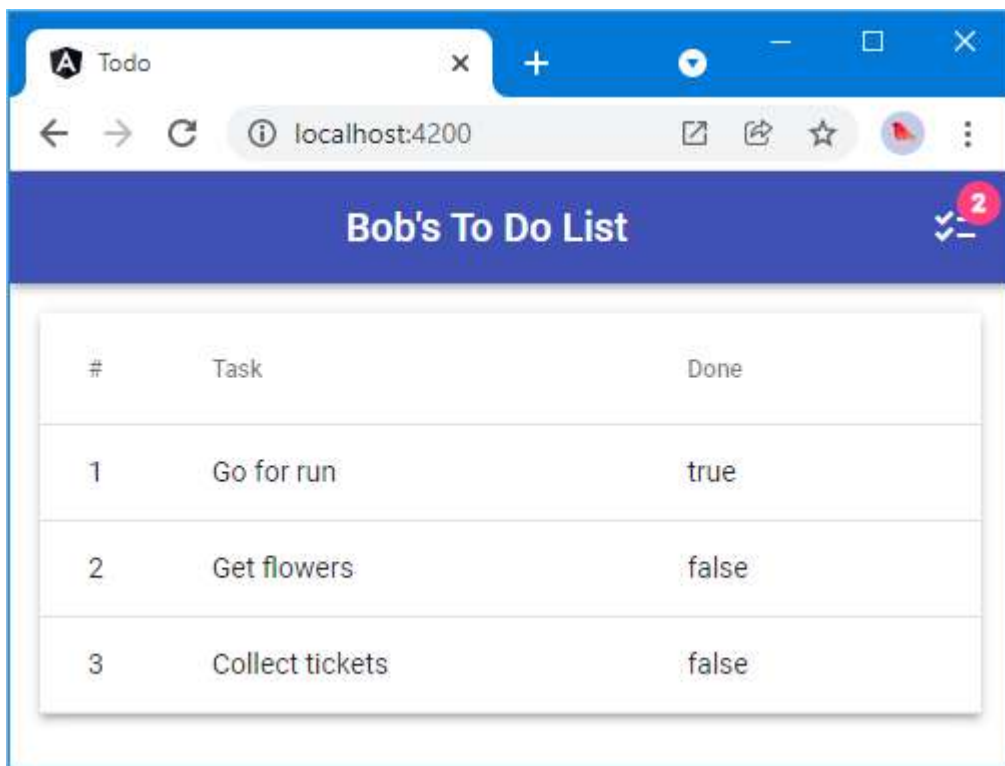 Todo
localhost:4200
Bob's To Do List 2
# Task Done
1 Go for run true
2 Get flowers false
3 Collect tickets false